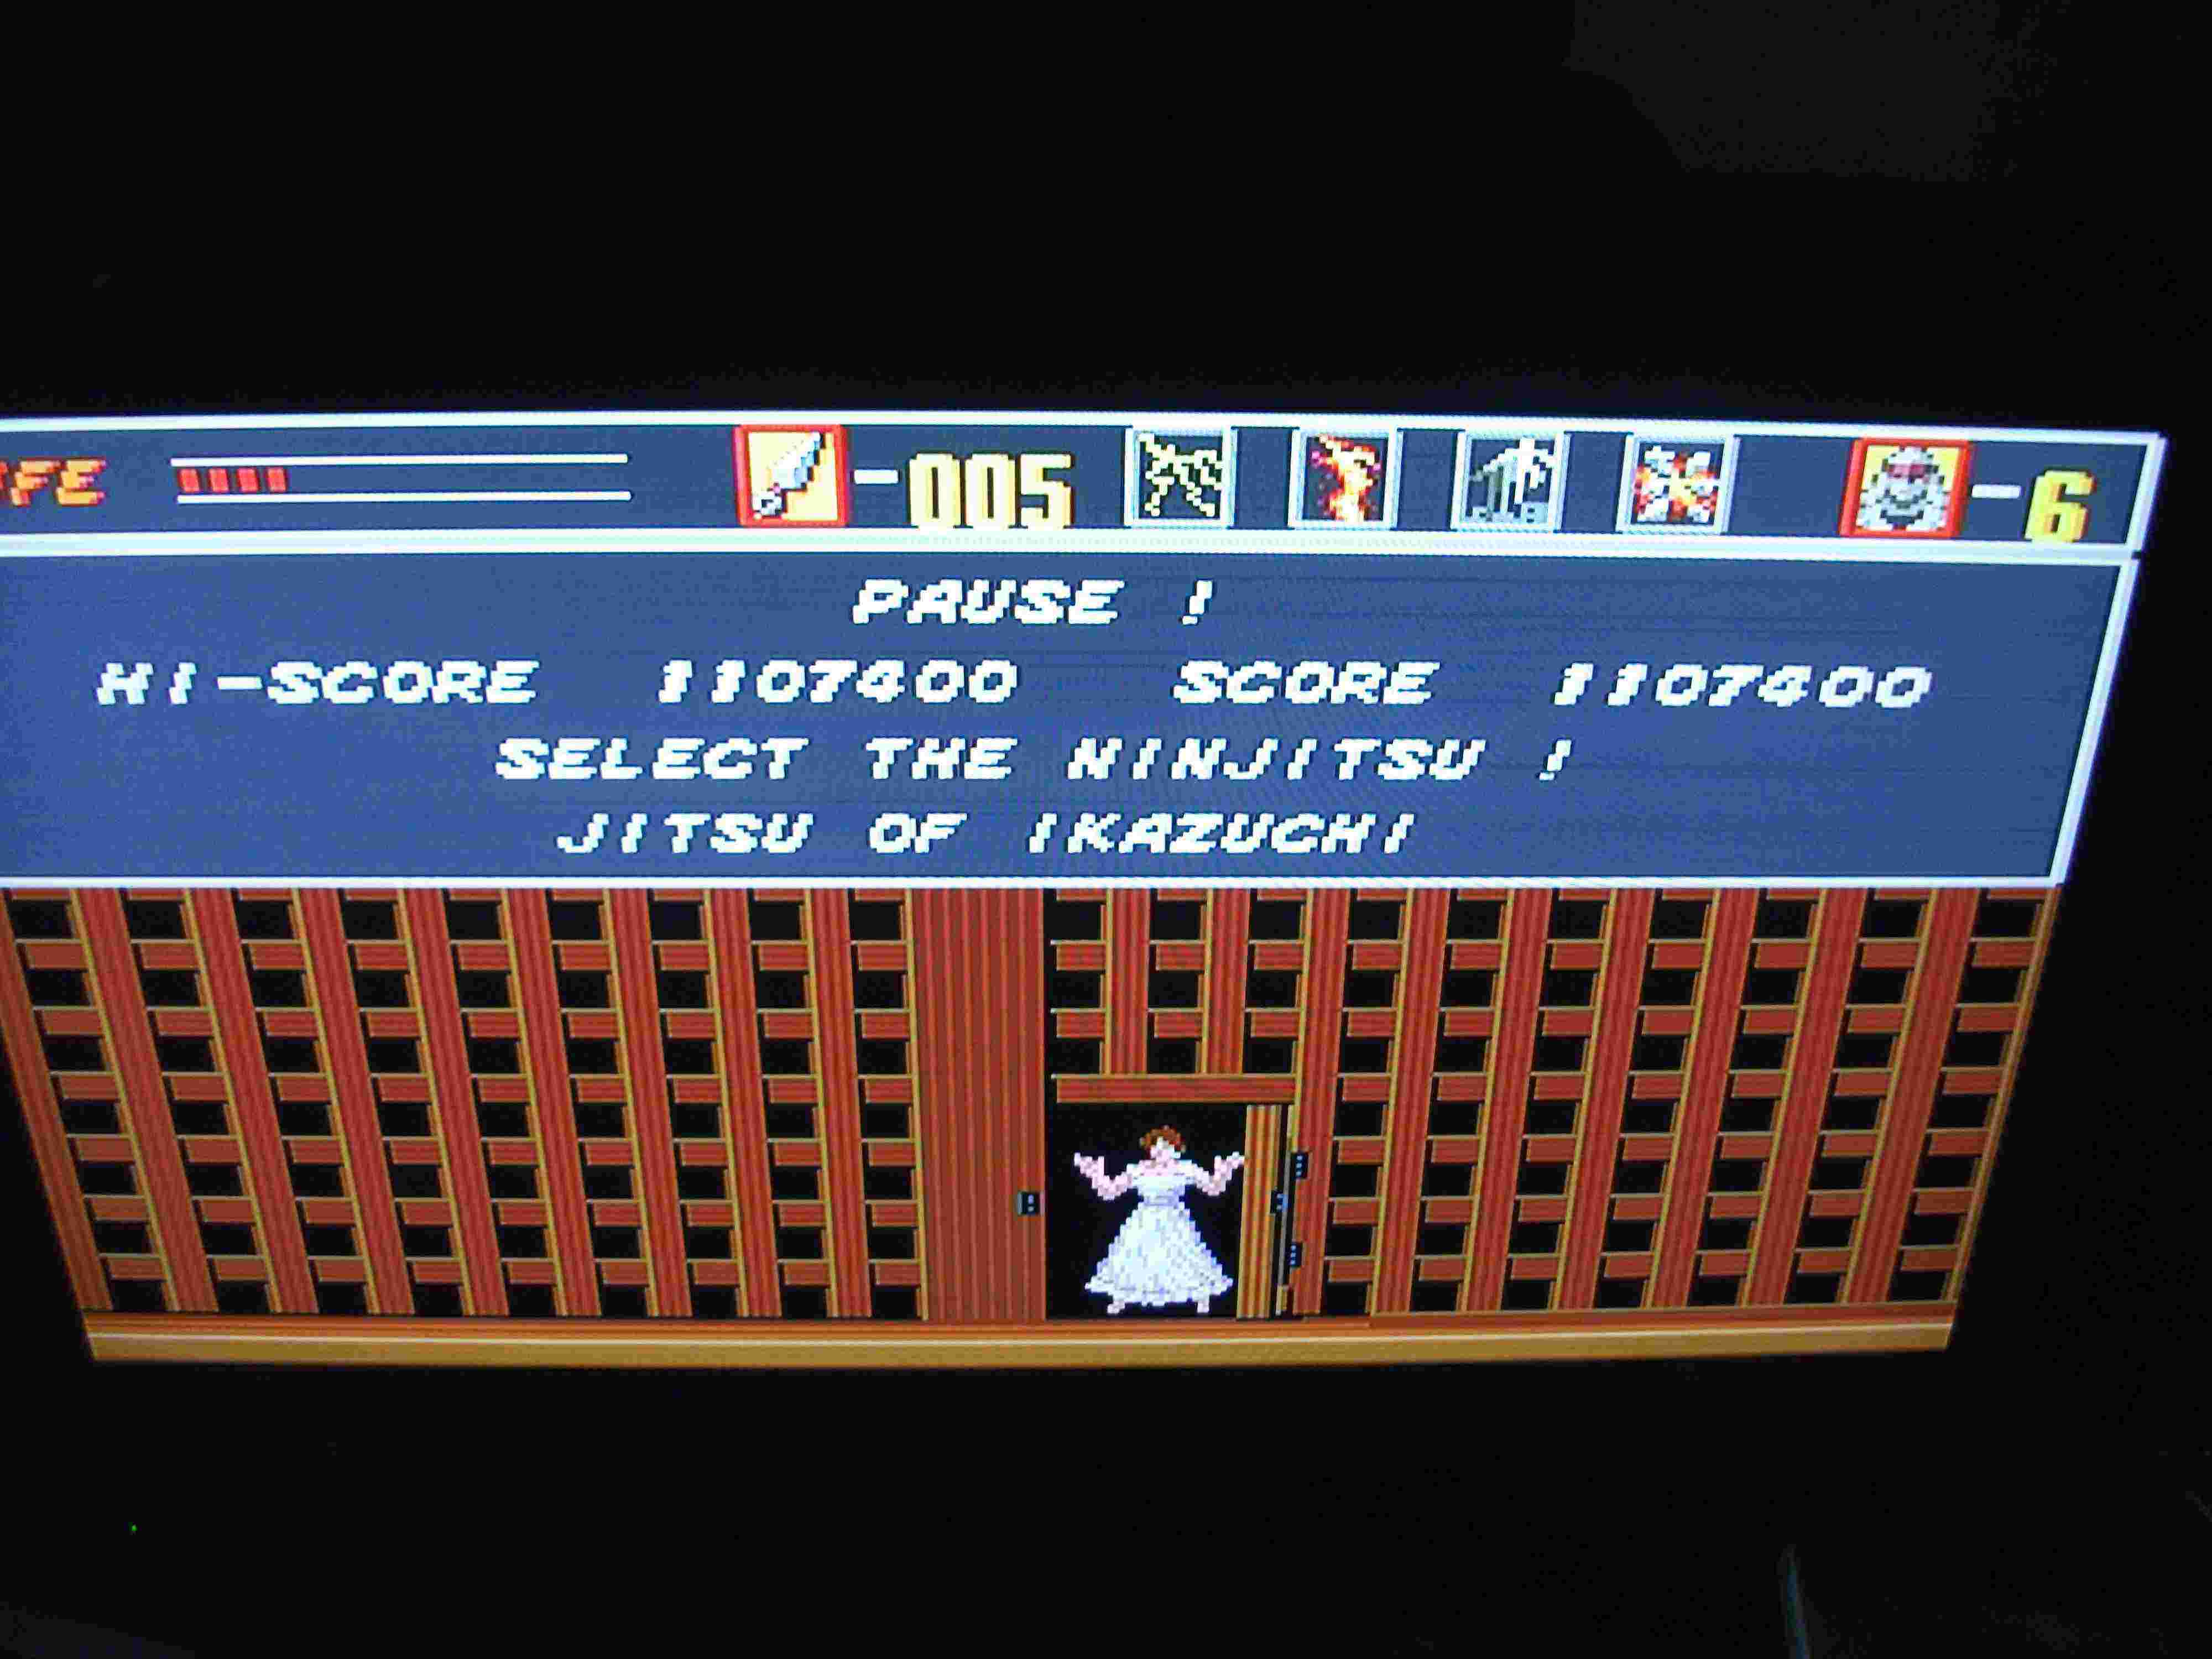 -005 -6
PAUSE !
HI-SCORE 1107400 SCORE 1107400
SELECT THE NINJITSU !
JITSU OF IKAZUCHI